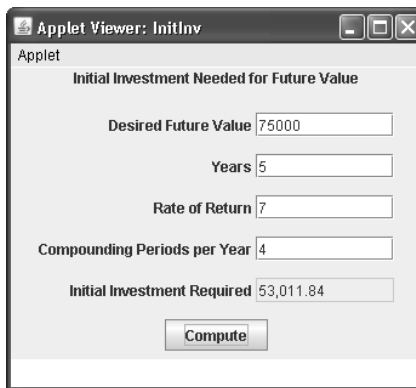 Applet Viewer: InitInv
Applet
Initial Investment Needed for Future Value
Desired Future Value 75000
Years 5
Rate of Return 7
Compounding Periods per Year 4
Initial Investment Required 53,011.84
Compute